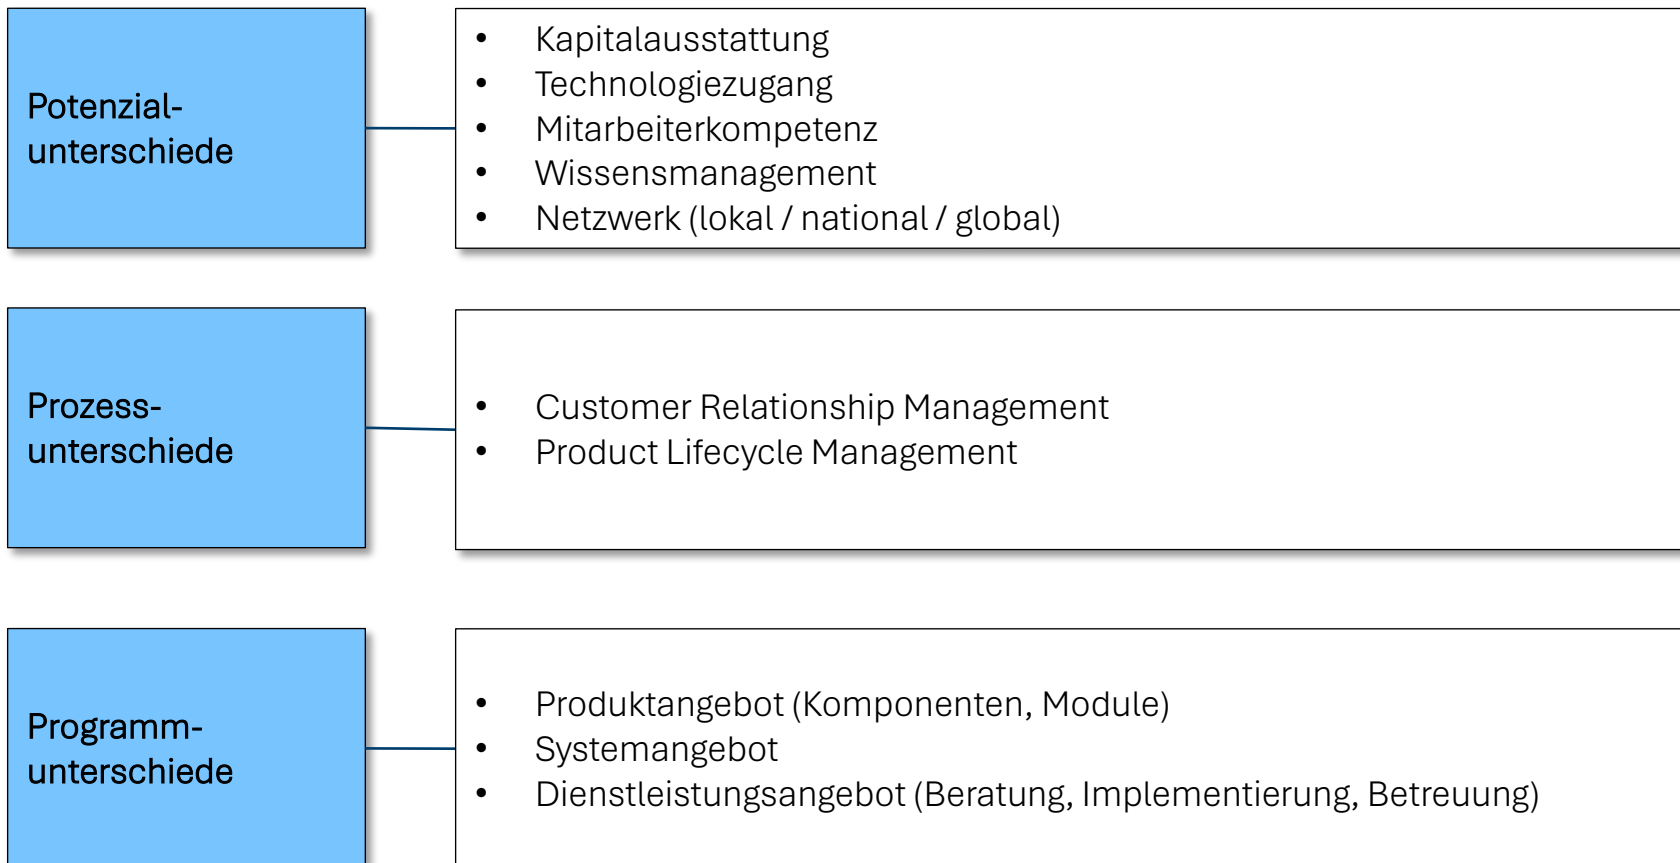 Potenzial-
unterschiede
• Kapitalausstattung
• Technologiezugang
• Mitarbeiterkompetenz
• Wissensmanagement
• Netzwerk (lokal / national / global)
Prozess-
unterschiede
• Customer Relationship Management
• Product Lifecycle Management
Programm-
unterschiede
• Produktangebot (Komponenten, Module)
• Systemangebot
• Dienstleistungsangebot (Beratung, Implementierung, Betreuung)